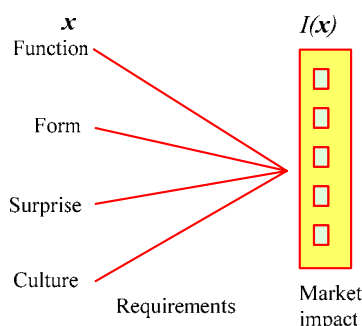 x
I(x)
Function
Form
Surprise
Culture
Requirements
Market
impact